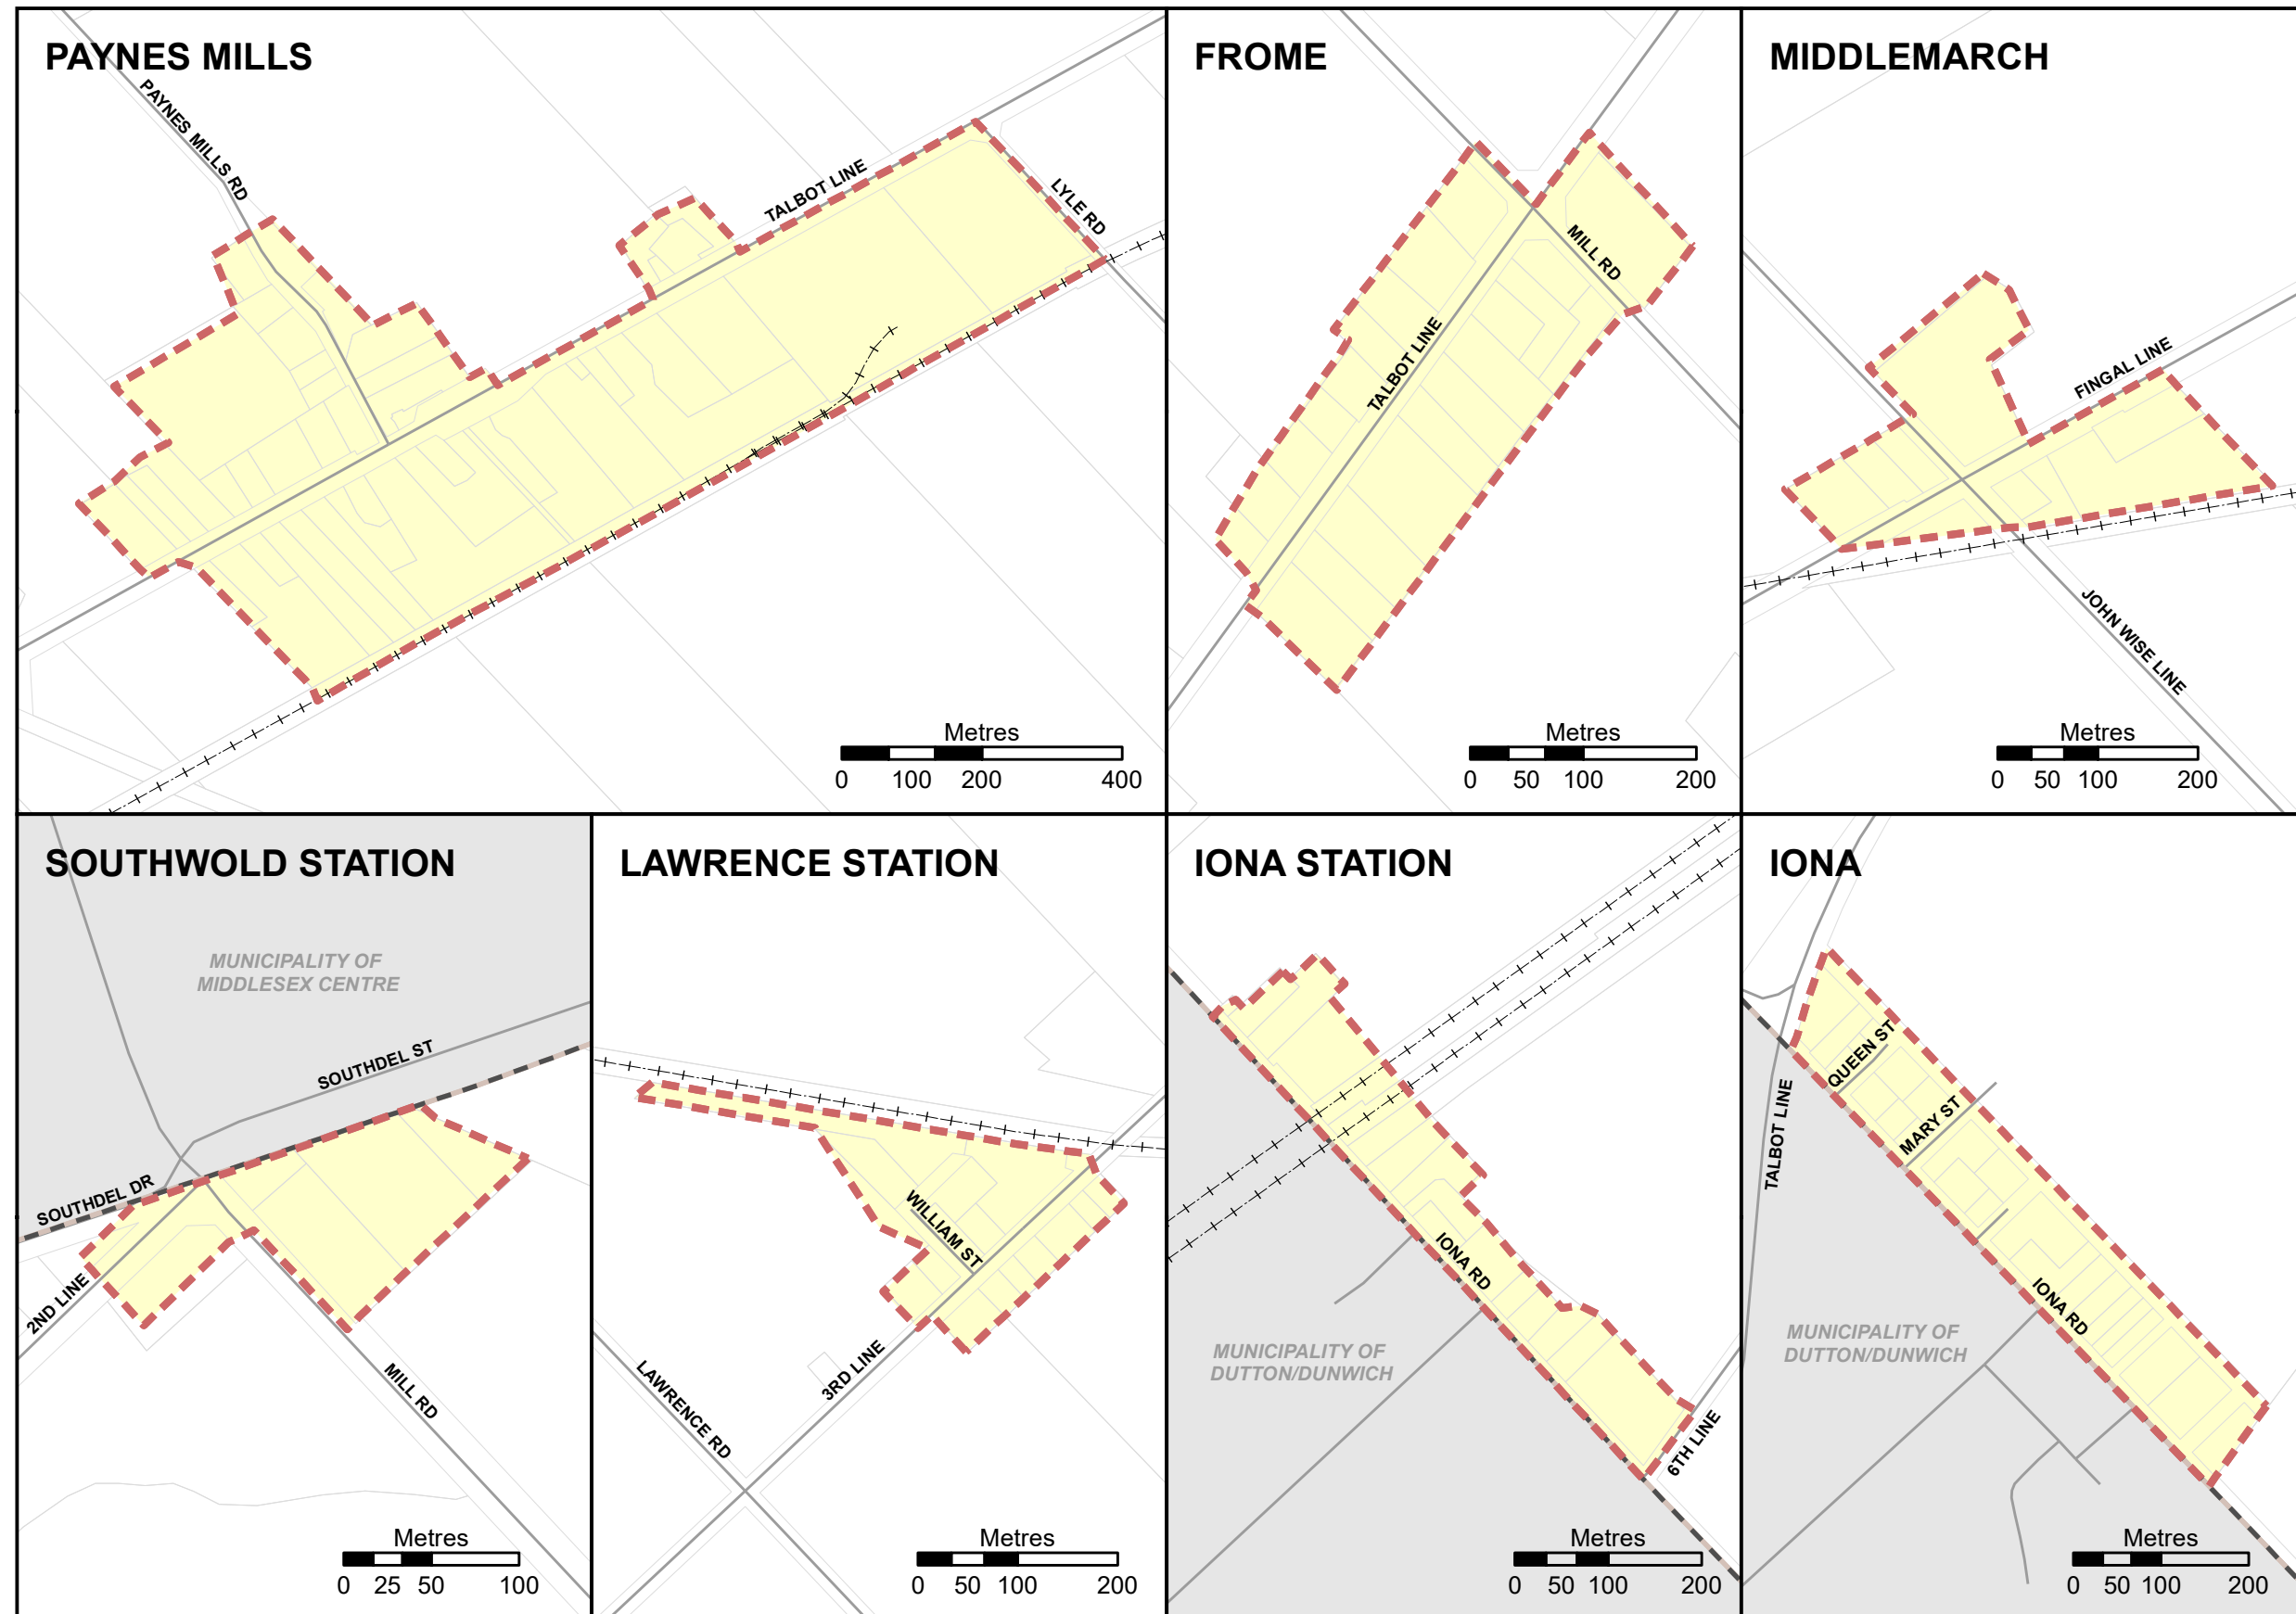 PAYNES MILLS
PAYNES MILLS RD
TALBOT LINE
LYLE RD
Metres
0 100 200 400
FROME
MILL RD
TALBOT LINE
Metres
0 50 100 200
MIDDLEMARCH
FINGAL LINE
JOHN WISE LINE
Metres
0 50 100 200
SOUTHWOLD STATION
MUNICIPALITY OF
MIDDLESEX CENTRE
SOUTHDEL ST
SOUTHDEL DR
2ND LINE
MILL RD
Metres
0 25 50 100
LAWRENCE STATION
WILLIAM ST
3RD LINE
LAWRENCE RD
Metres
0 50 100 200
IONA STATION
IONA RD
MUNICIPALITY OF
DUTTON/DUNWICH
6TH LINE
Metres
0 50 100 200
IONA
QUEEN ST
MARY ST
TALBOT LINE
IONA RD
MUNICIPALITY OF
DUTTON/DUNWICH
Metres
0 50 100 200